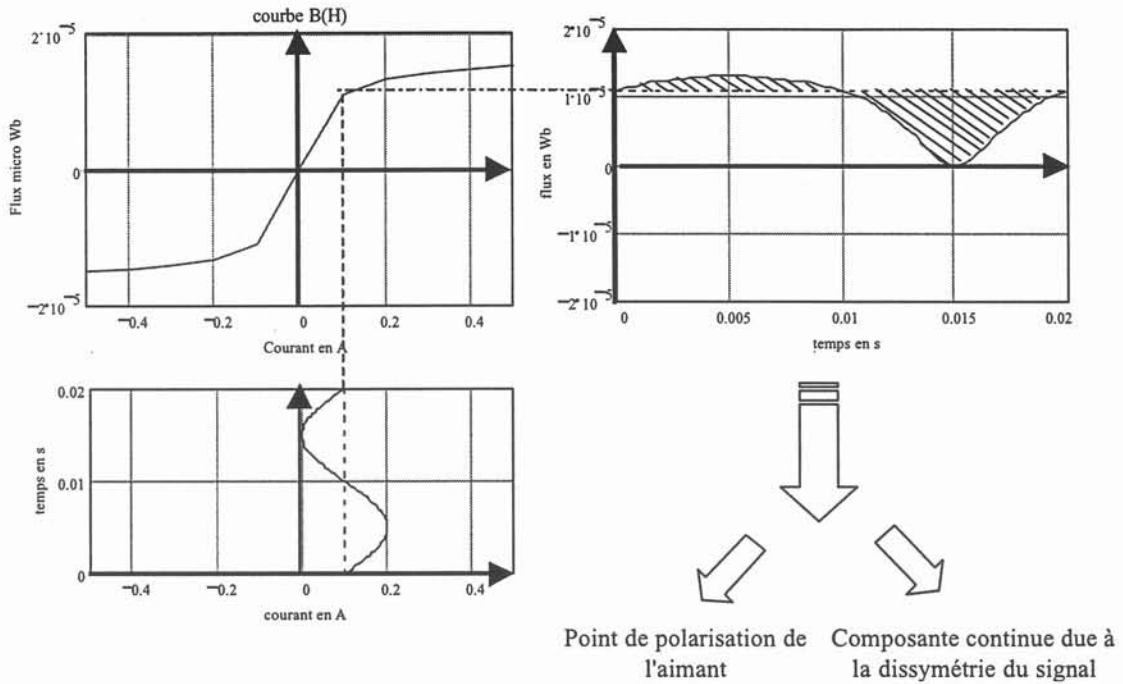 courbe B(H)
2•10⁻⁵
0
−2•10⁻⁵
Flux micro Wb
−0.4 −0.2 0 0.2 0.4
Courant en A
2•10⁻⁵
1•10⁻⁵
0
−1•10⁻⁵
−2•10⁻⁵
flux en Wb
0 0.005 0.01 0.015 0.02
temps en s
0.02
0.01
0
temps en s
−0.4 −0.2 0 0.2 0.4
courant en A
Point de polarisation de
l'aimant
Composante continue due à
la dissymétrie du signal